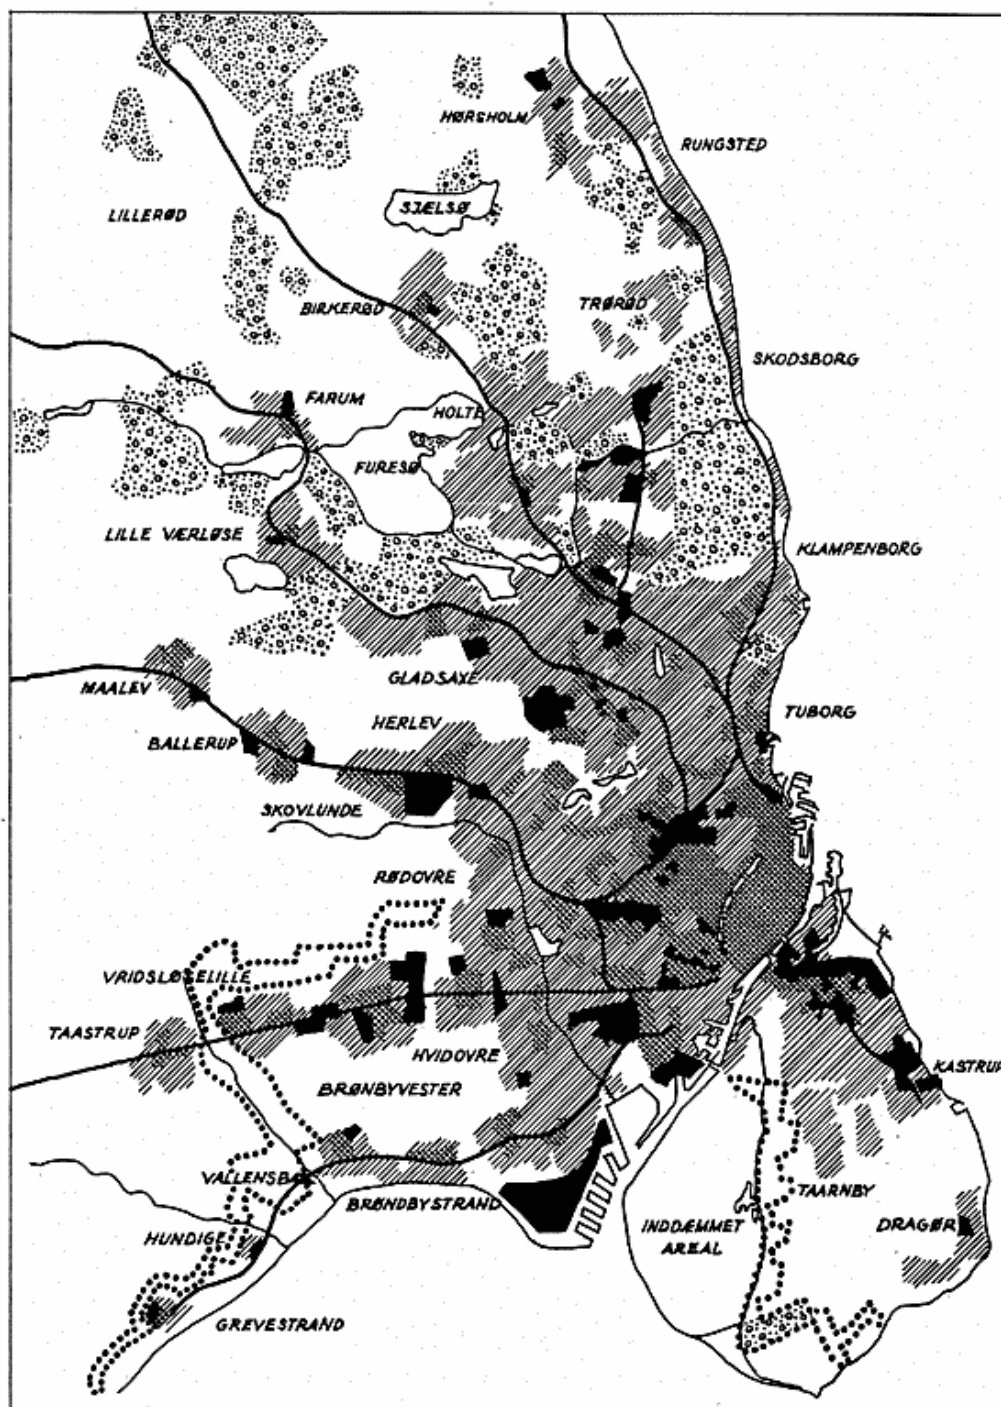 HØRSHOLM
RUNGSTED
LILLERØD
SJÆLSØ
BIRKERØD
TRØRØD
SKODSBORG
FARUM
HOLTE
FURESØ
LILLE VÆRLØSE
KLAMPENBORG
GLADSAXE
MAALEV
TUBORG
HERLEV
BALLERUP
SKOVLUNDE
RØDOVRE
VRIDSLØSELILLE
TAASTRUP
HVIDOVRE
KASTRUP
BRØNBYVESTER
VALLENSBÆK
TAARNBY
BRØNDBYSTRAND
INDDÆMMET
AREAL
DRAGØR
HUNDIGE
GREVESTRAND